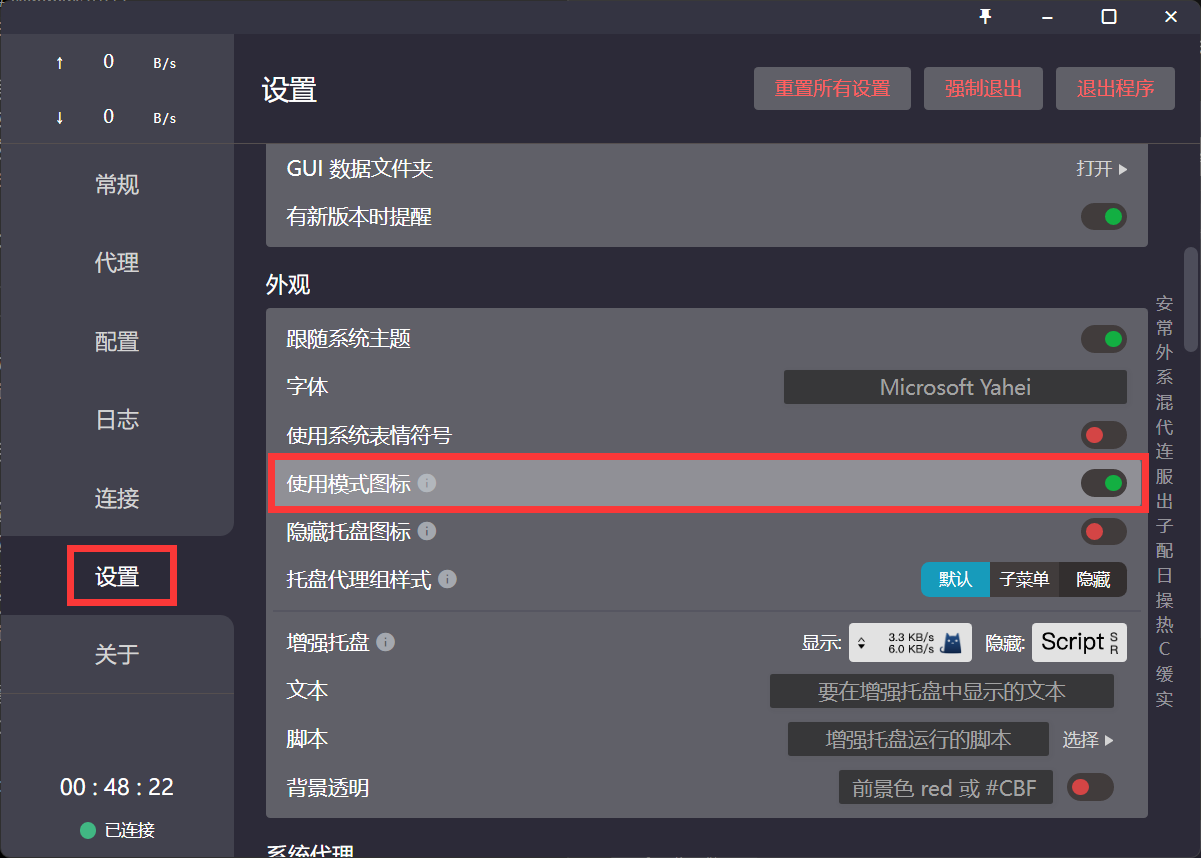 ↑ 0 B/s
↓ 0 B/s
常规
代理
配置
日志
连接
设置
关于
00 : 48 : 22
已连接
设置
重置所有设置 强制退出 退出程序
GUI 数据文件夹 打开
有新版本时提醒
外观
跟随系统主题
字体 Microsoft Yahei
使用系统表情符号
使用模式图标
隐藏托盘图标
托盘代理组样式 默认 子菜单 隐藏
增强托盘 显示: 3.3 KB/s 6.0 KB/s 隐藏: Script S R
文本 要在增强托盘中显示的文本
脚本 增强托盘运行的脚本 选择
背景透明 前景色 red 或 #CBF
系统代理
安
常
外
系
混
代
连
服
出
子
配
日
操
热
C
缓
实